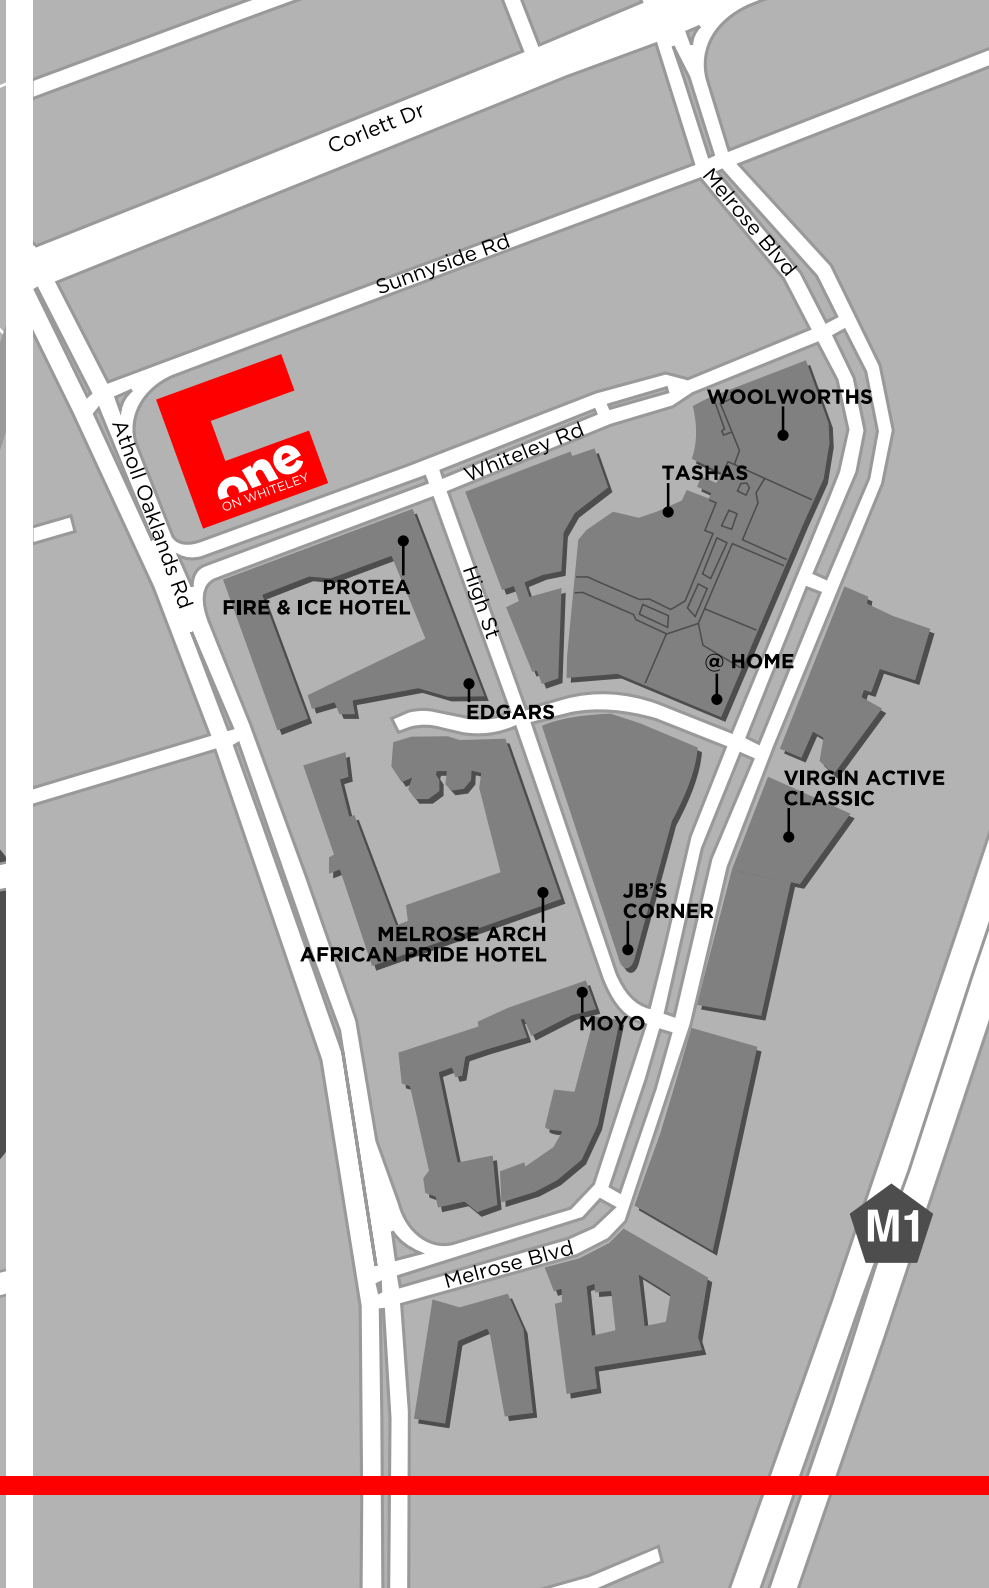 Corlett Dr
Melrose Blvd
Sunnyside Rd
WOOLWORTHS
Atholl Oaklands Rd
Whiteley Rd
one
ON WHITELEY
TASHAS
PROTEA
FIRE & ICE HOTEL
High St
@ HOME
EDGARS
VIRGIN ACTIVE
CLASSIC
JB'S
CORNER
MELROSE ARCH
AFRICAN PRIDE HOTEL
MOYO
M1
Melrose Blvd